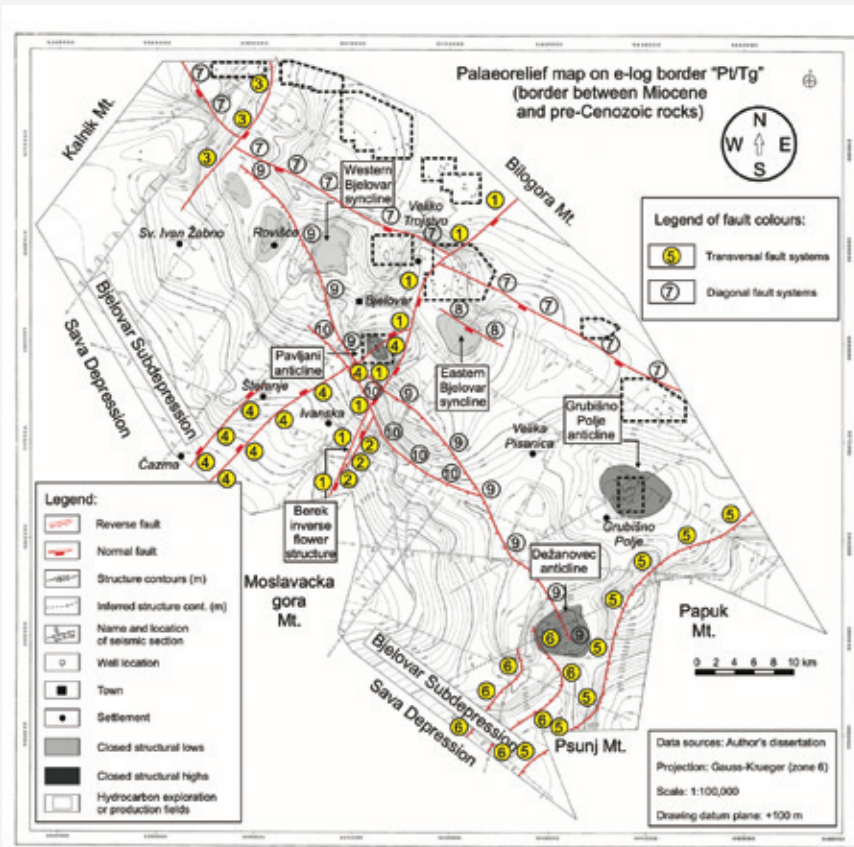 Palaeorelief map on e-log border "Pt/Tg"
(border between Miocene
and pre-Cenozoic rocks)
N
W E
S
Kalnik Mt.
Bilogora Mt.
Western
Bjelovar
syncline
Veliko
Trojstvo
Sv. Ivan Žabno
Rovišće
Bjelovar
Legend of fault colours:
5 Transversal fault systems
7 Diagonal fault systems
Bjelovar Subdepression
Sava Depression
Pavljani
anticline
Štefanje
Ivanska
Čazma
Eastern
Bjelovar
syncline
Velika
Pisanica
Grubišno
Polje
anticline
Grubišno
Polje
Berek
inverse
flower
structure
Moslavacka
gora
Mt.
Dežanovec
anticline
Papuk
Mt.
0 2 4 6 8 10 km
Bjelovar Subdepression
Sava Depression
Psunj Mt.
Legend:
Reverse fault
Normal fault
Structure contours (m)
Inferred structure cont. (m)
Name and location
of seismic section
Well location
Town
Settlement
Closed structural lows
Closed structural highs
Hydrocarbon exploration
or production fields
Data sources: Author's dissertation
Projection: Gauss-Krueger (zone 6)
Scale: 1:100,000
Drawing datum plane: +100 m